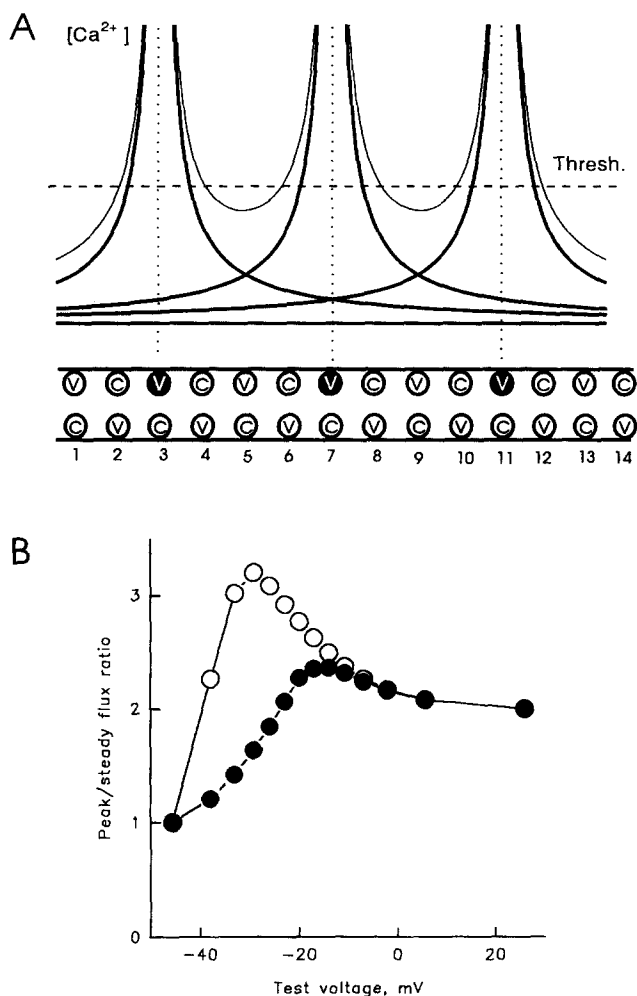 A
[Ca²⁺]
Thresh.
V C V C V C V C V C V C V C
C V C V C V C V C V C V C V
1 2 3 4 5 6 7 8 9 10 11 12 13 14
B
Peak/steady flux ratio
3
2
1
0
-40 -20 0 20
Test voltage, mV